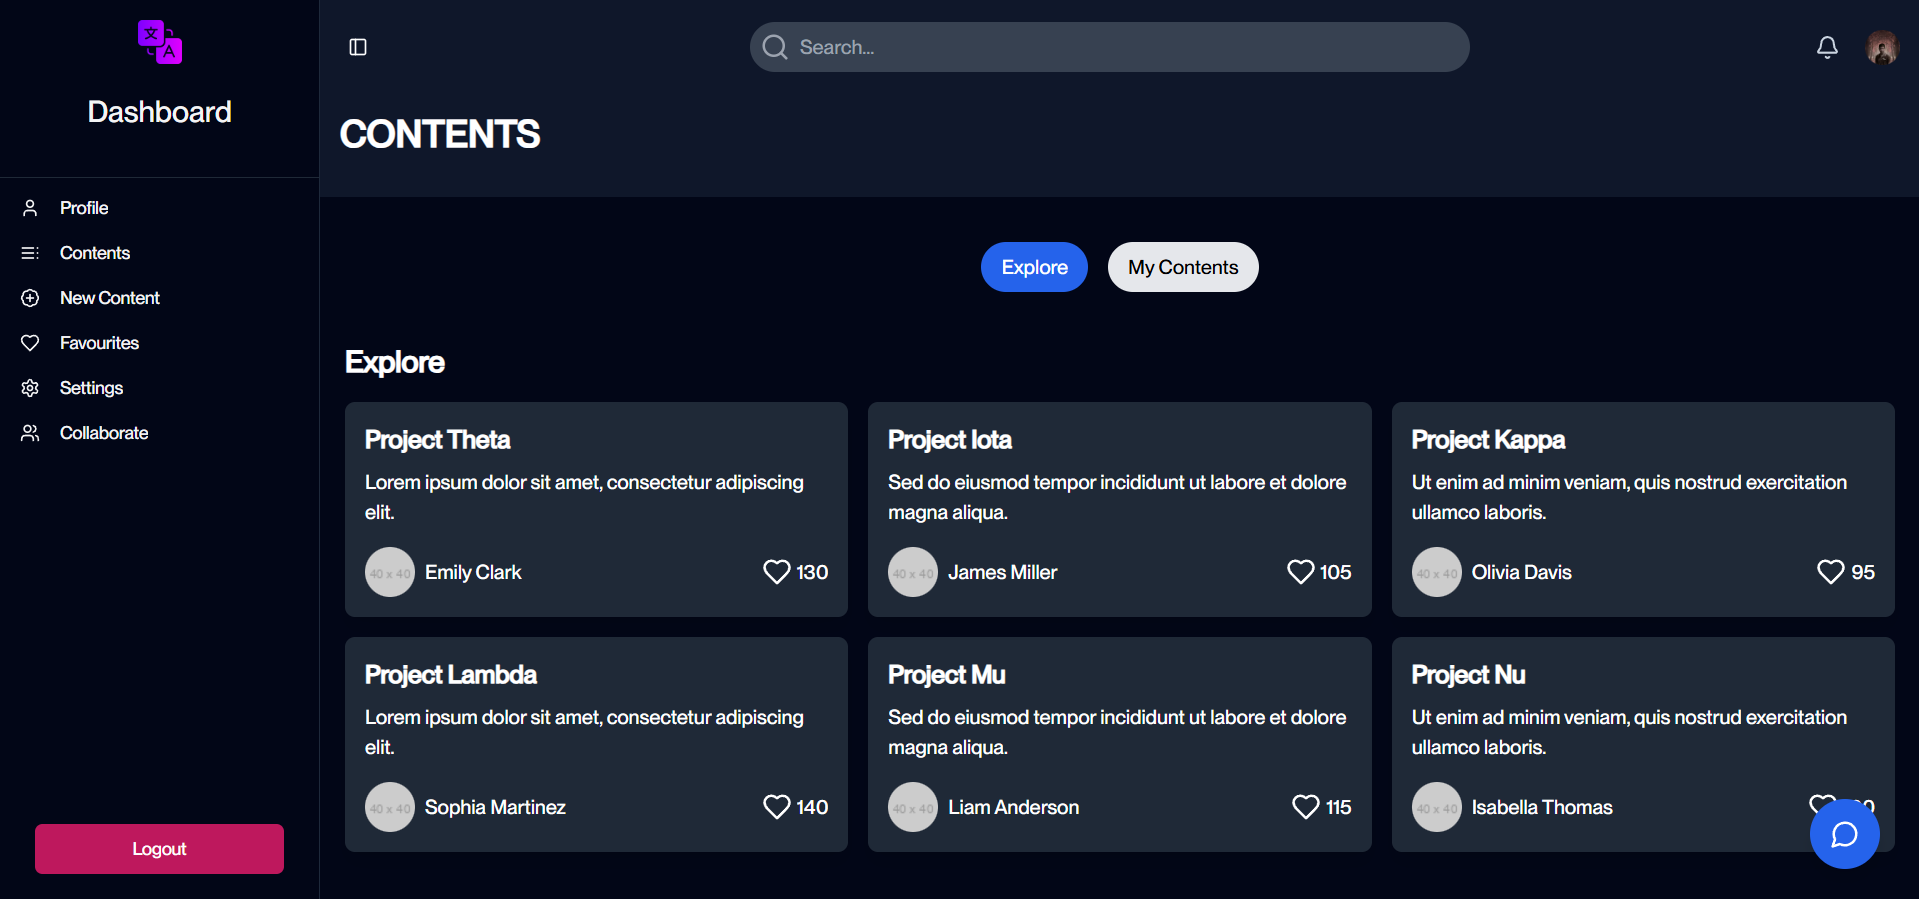 文
A
Dashboard
Profile
Contents
New Content
Favourites
Settings
Collaborate
Logout
Search...
CONTENTS
Explore
My Contents
Explore
Project Theta
Lorem ipsum dolor sit amet, consectetur adipiscing
elit.
40 x 40
Emily Clark
130
Project Iota
Sed do eiusmod tempor incididunt ut labore et dolore
magna aliqua.
40 x 40
James Miller
105
Project Kappa
Ut enim ad minim veniam, quis nostrud exercitation
ullamco laboris.
40 x 40
Olivia Davis
95
Project Lambda
Lorem ipsum dolor sit amet, consectetur adipiscing
elit.
40 x 40
Sophia Martinez
140
Project Mu
Sed do eiusmod tempor incididunt ut labore et dolore
magna aliqua.
40 x 40
Liam Anderson
115
Project Nu
Ut enim ad minim veniam, quis nostrud exercitation
ullamco laboris.
40 x 40
Isabella Thomas